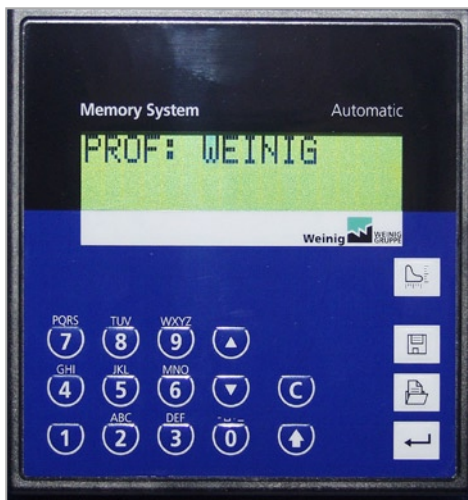 Memory System Automatic
PROF: WEINIG
Weinig WEINIG GRUPPE
PQRS TUV WXYZ
7 8 9
GHI JKL MNO
4 5 6 C
ABC DEF
1 2 3 0